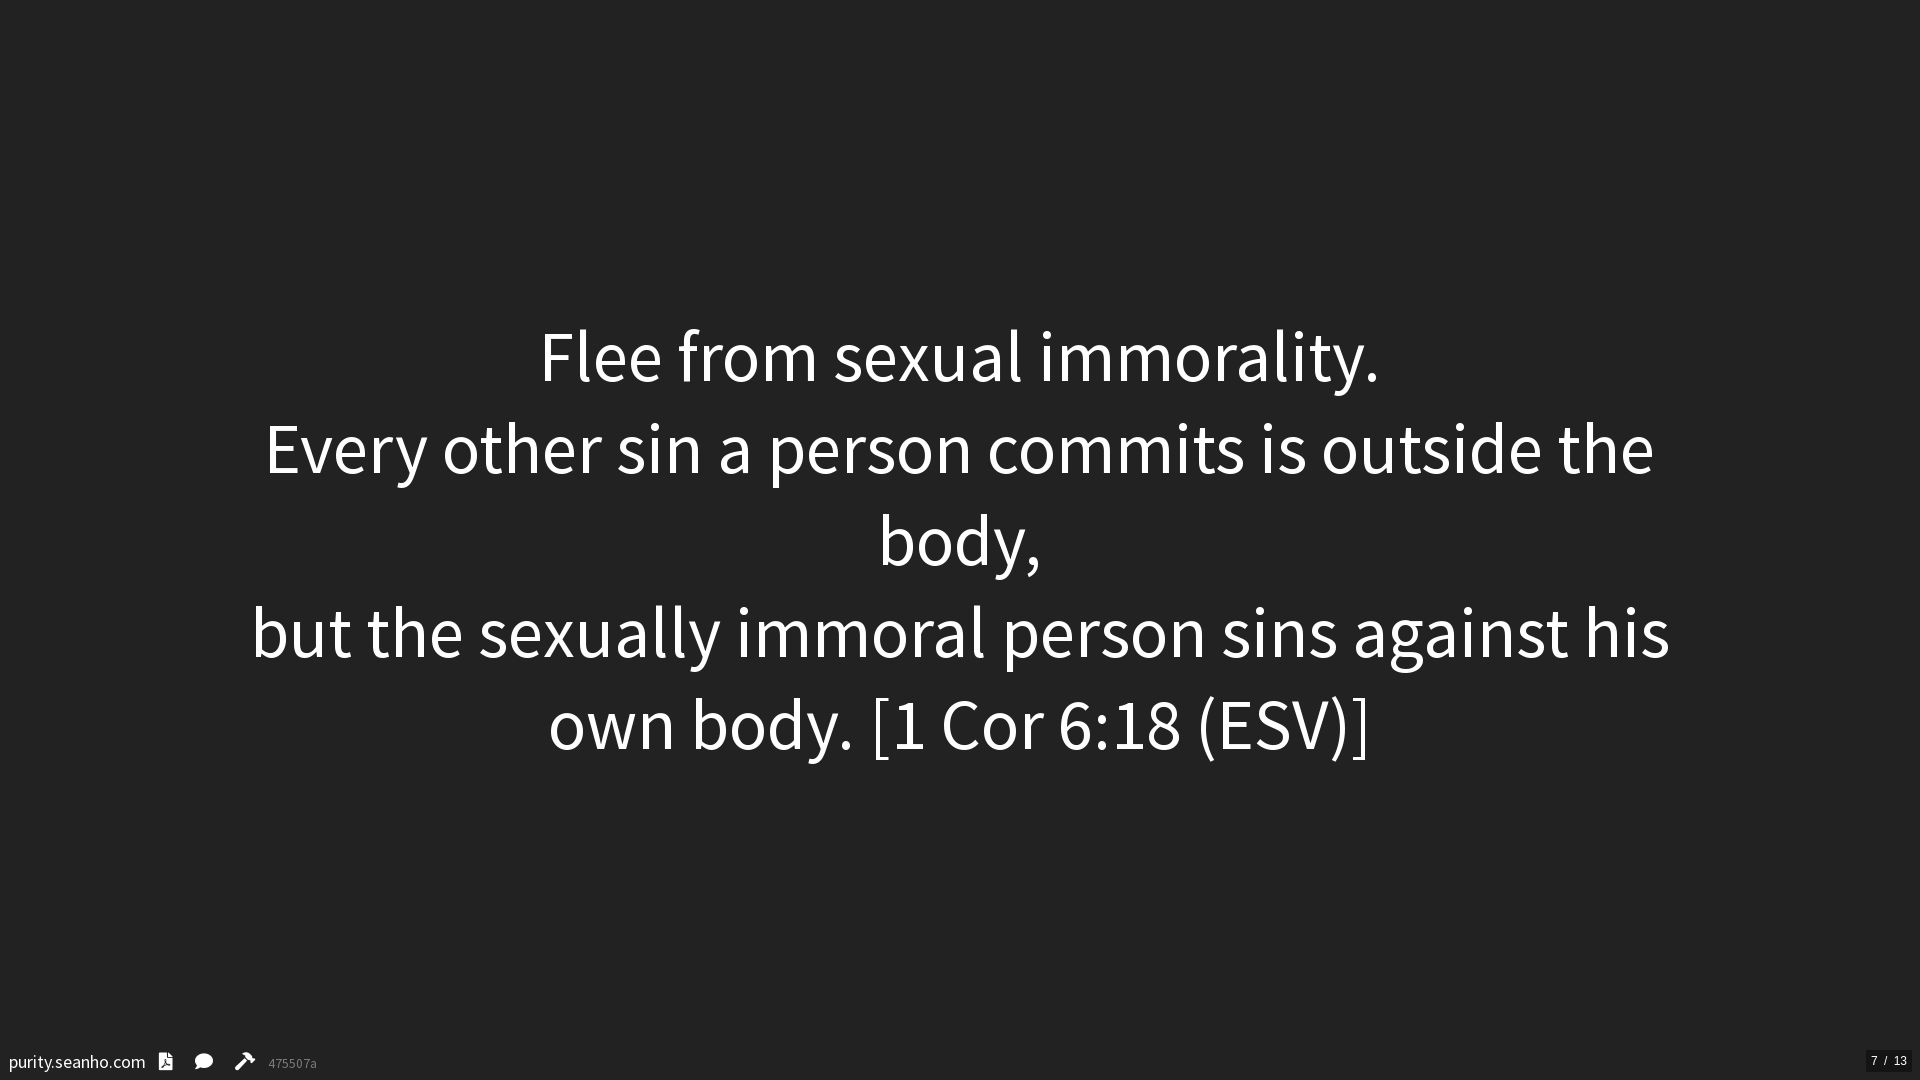 Flee from sexual immorality.
Every other sin a person commits is outside the
body,
but the sexually immoral person sins against his
own body. [1 Cor 6:18 (ESV)]
purity.seanho.com 475507a
7 / 13